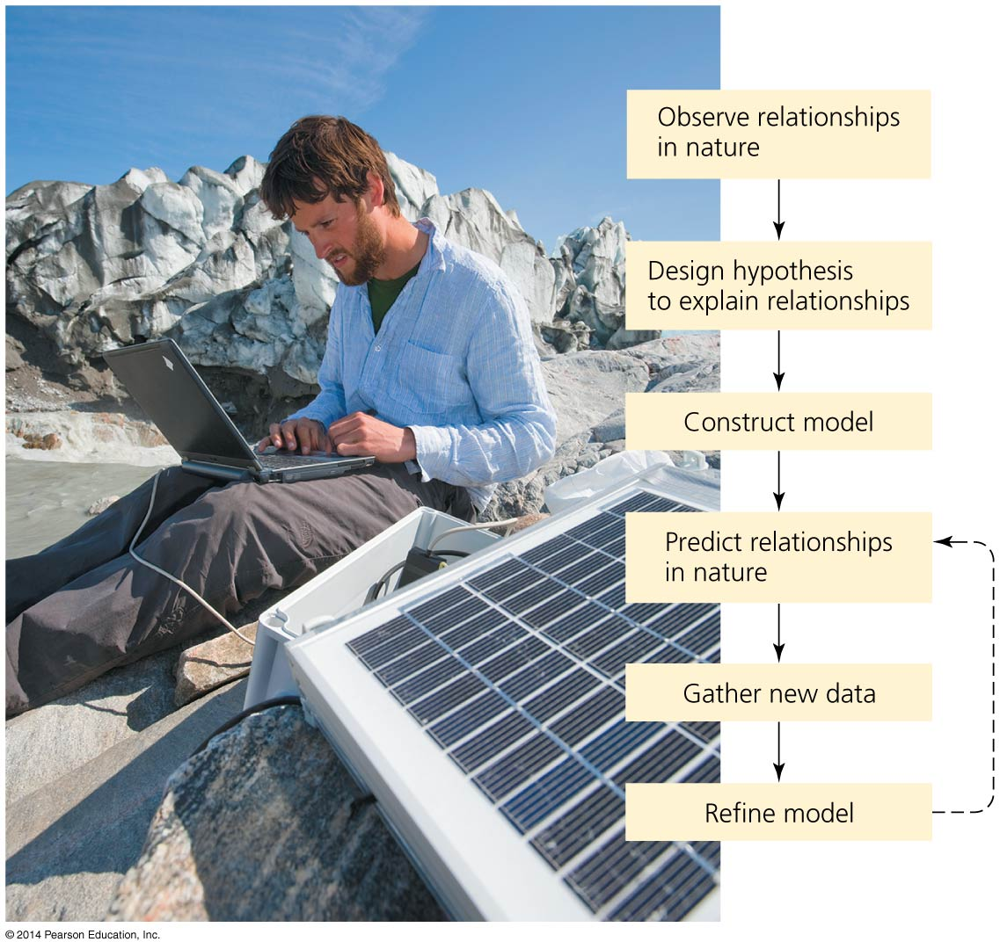 Observe relationships
in nature
Design hypothesis
to explain relationships
Construct model
Predict relationships
in nature
Gather new data
Refine model
© 2014 Pearson Education, Inc.